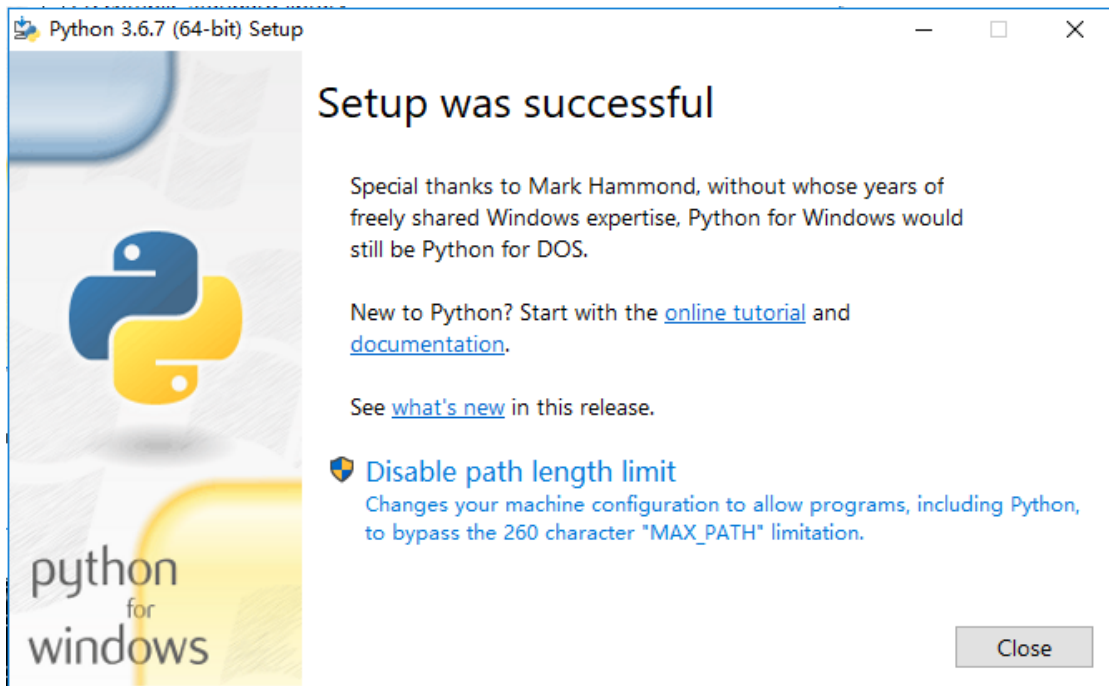 Python 3.6.7 (64-bit) Setup
Setup was successful
Special thanks to Mark Hammond, without whose years of
freely shared Windows expertise, Python for Windows would
still be Python for DOS.
New to Python? Start with the online tutorial and
documentation.
See what's new in this release.
Disable path length limit
Changes your machine configuration to allow programs, including Python,
to bypass the 260 character "MAX_PATH" limitation.
python
for
windows
Close